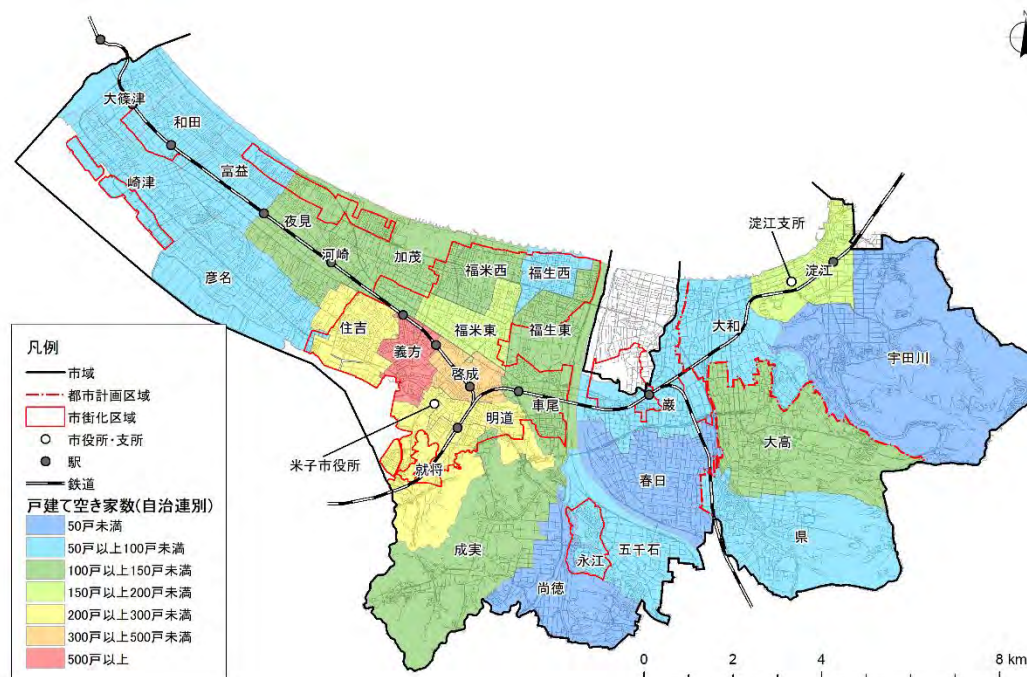 N
大篠津
和田
崎津
富益
夜見
淀江支所
河崎
加茂
福米西
福生西
淀江
彦名
大和
住吉
福米東
福生東
宇田川
義方
啓成
巌
明道
車尾
大高
米子市役所
就将
春日
県
成実
五千石
永江
尚徳
凡例
市域
都市計画区域
市街化区域
市役所・支所
駅
鉄道
戸建て空き家数(自治連別)
50戸未満
50戸以上100戸未満
100戸以上150戸未満
150戸以上200戸未満
200戸以上300戸未満
300戸以上500戸未満
500戸以上
0 2 4 8 km